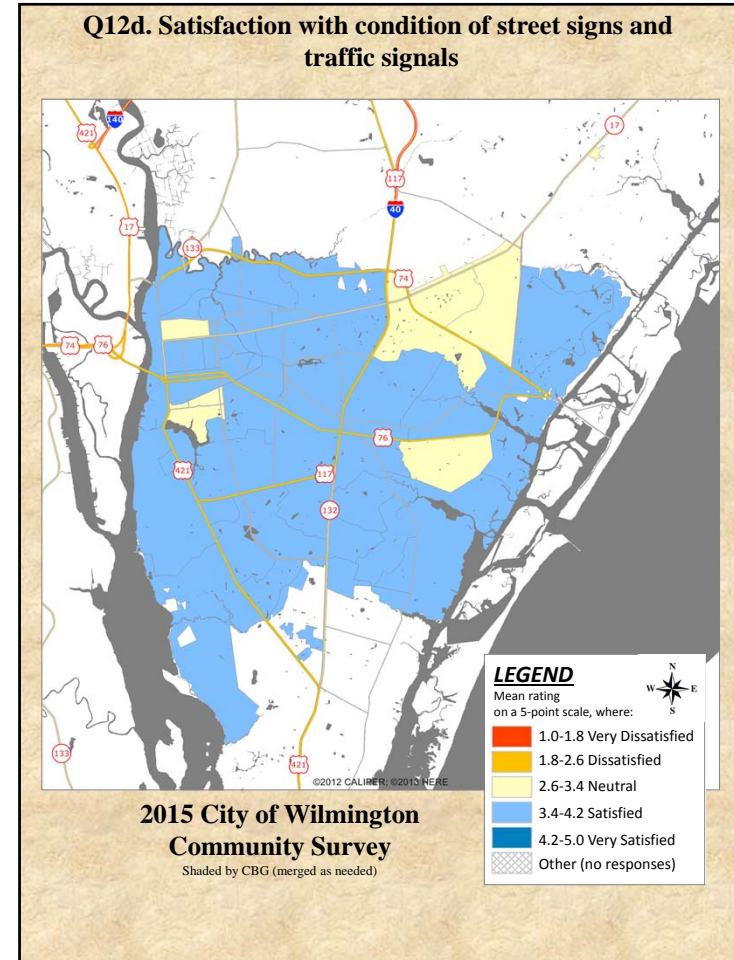 Q12d. Satisfaction with condition of street signs and
traffic signals
140
421
17
117
17
40
133
74
74
76
76
421
117
132
133
421
©2012 CALIPER; ©2013 HERE
LEGEND
Mean rating
on a 5-point scale, where:
N
W E
S
1.0-1.8 Very Dissatisfied
1.8-2.6 Dissatisfied
2.6-3.4 Neutral
3.4-4.2 Satisfied
4.2-5.0 Very Satisfied
Other (no responses)
2015 City of Wilmington
Community Survey
Shaded by CBG (merged as needed)